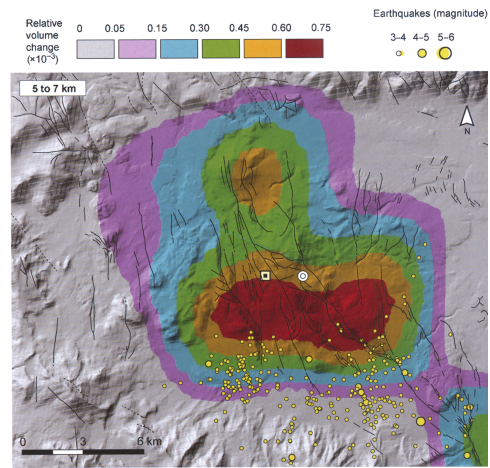 Relative
volume
change
(×10⁻³)
0 0.05 0.15 0.30 0.45 0.60 0.75
Earthquakes (magnitude)
3–4 4–5 5–6
5 to 7 km
N
0 3 6 km